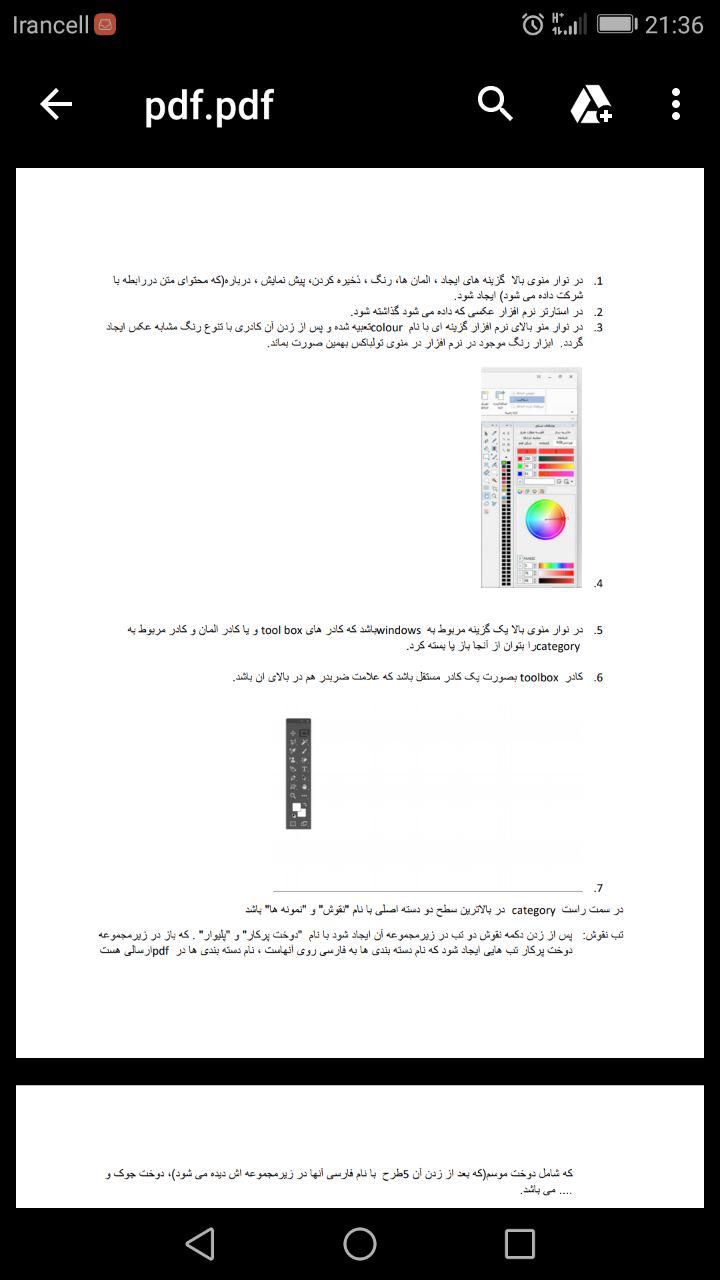 Irancell
H+
21:36
pdf.pdf
1. در نوار منوی بالا گزینه های ایجاد ، المان ها، رنگ ، ذخیره کردن، پیش نمایش ، درباره(که محتوای متن دررابطه با
شرکت داده می شود) ایجاد شود.
2. در استارتر نرم افزار عکسی که داده می شود گذاشته شود.
3. در نوار منو بالای نرم افزار گزینه ای با نام colourتعبیه شده و پس از زدن آن کادری با تنوع رنگ مشابه عکس ایجاد
گردد. ابزار رنگ موجود در نرم افزار در منوی تولباکس بهمین صورت بماند.
4.
5. در نوار منوی بالا یک گزینه مربوط به windowsباشد که کادر های tool box و یا کادر المان و کادر مربوط به
categoryرا بتوان از آنجا باز یا بسته کرد.
6. کادر toolbox بصورت یک کادر مستقل باشد که علامت ضربدر هم در بالای ان باشد.
7.
در سمت راست category در بالاترین سطح دو دسته اصلی با نام "نقوش" و "نمونه ها" باشد
تب نقوش: پس از زدن دکمه نقوش دو تب در زیرمجموعه آن ایجاد شود با نام "دوخت پرکار" و "پلیوار" . که باز در زیرمجموعه
دوخت پرکار تب هایی ایجاد شود که نام دسته بندی ها به فارسی روی آنهاست ، نام دسته بندی ها در pdfارسالی هست
که شامل دوخت موسم(که بعد از زدن آن 5طرح با نام فارسی آنها در زیرمجموعه اش دیده می شود)، دوخت جوک و
.... می باشد.